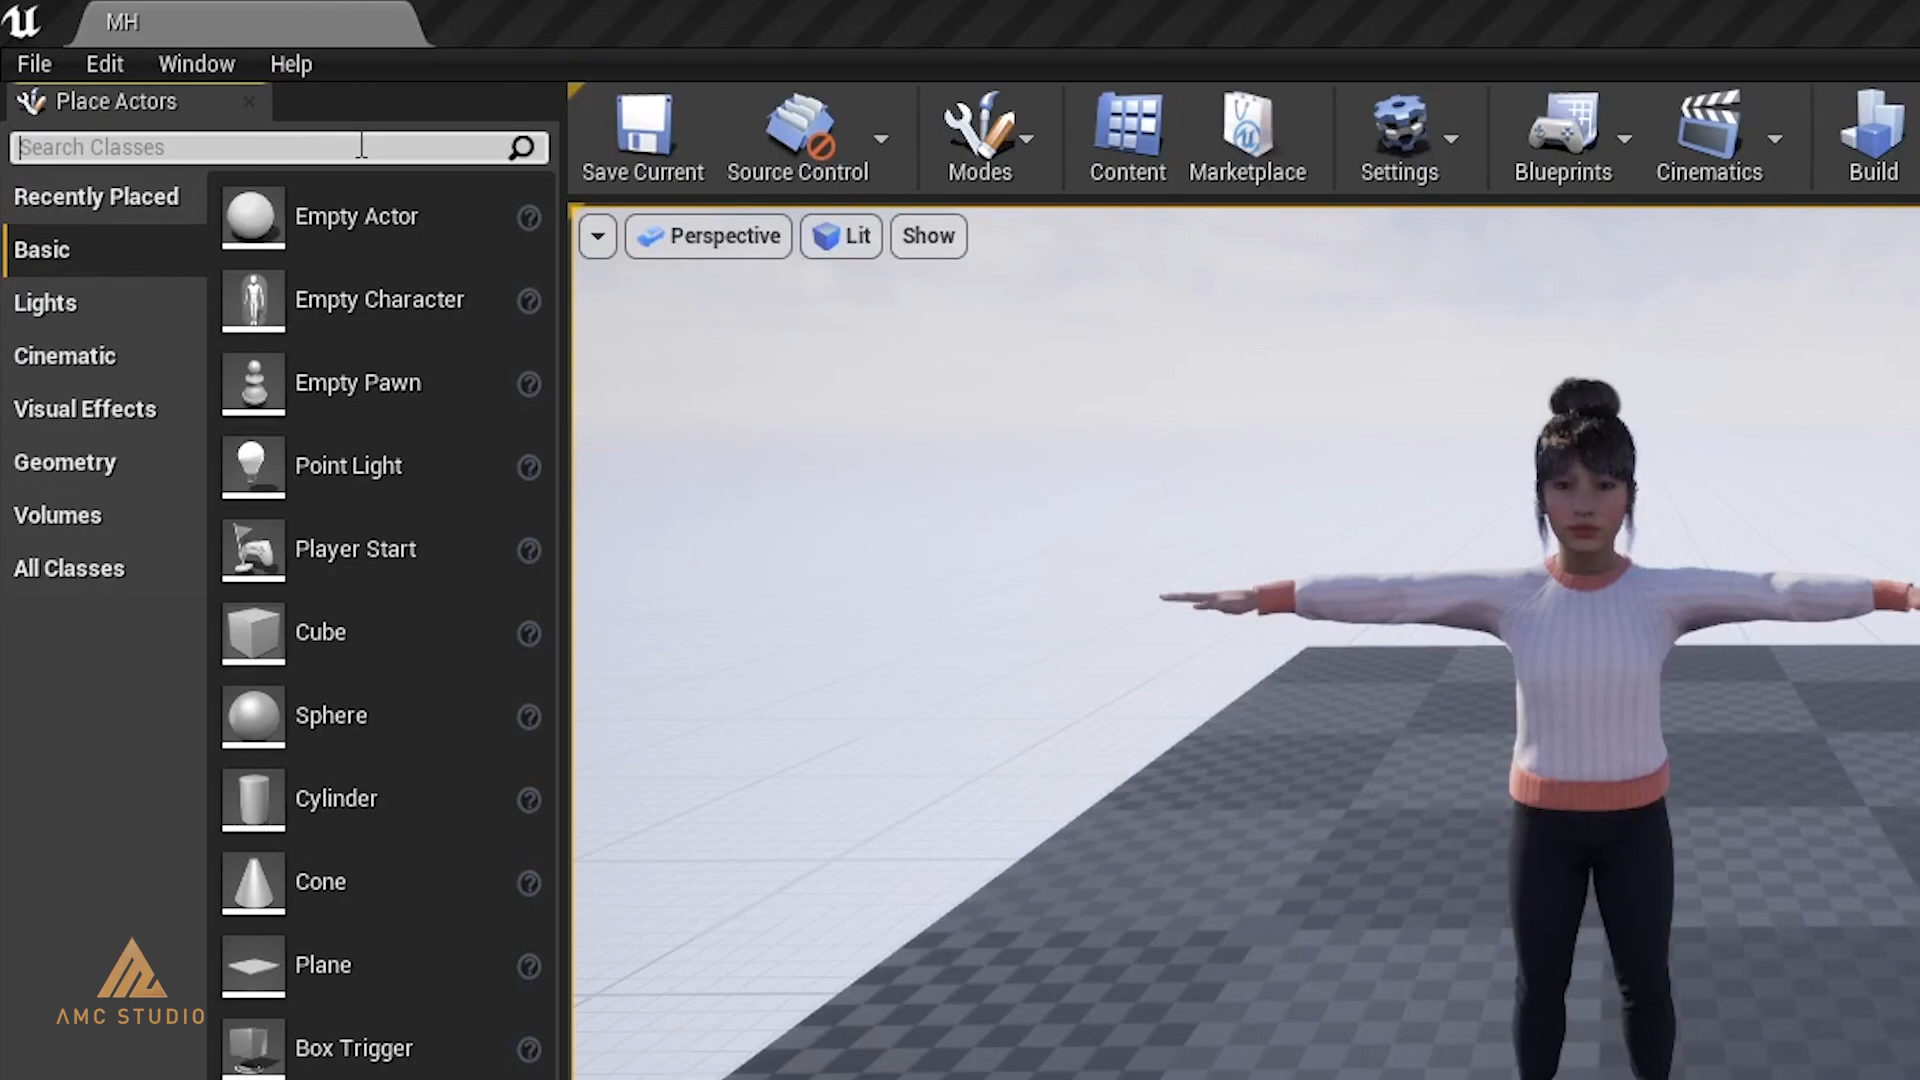 MH
File Edit Window Help
Place Actors
Search Classes
Recently Placed
Basic
Lights
Cinematic
Visual Effects
Geometry
Volumes
All Classes
Empty Actor
Empty Character
Empty Pawn
Point Light
Player Start
Cube
Sphere
Cylinder
Cone
Plane
Box Trigger
Save Current
Source Control
Modes
Content
Marketplace
Settings
Blueprints
Cinematics
Build
Perspective
Lit
Show
AMC STUDIO